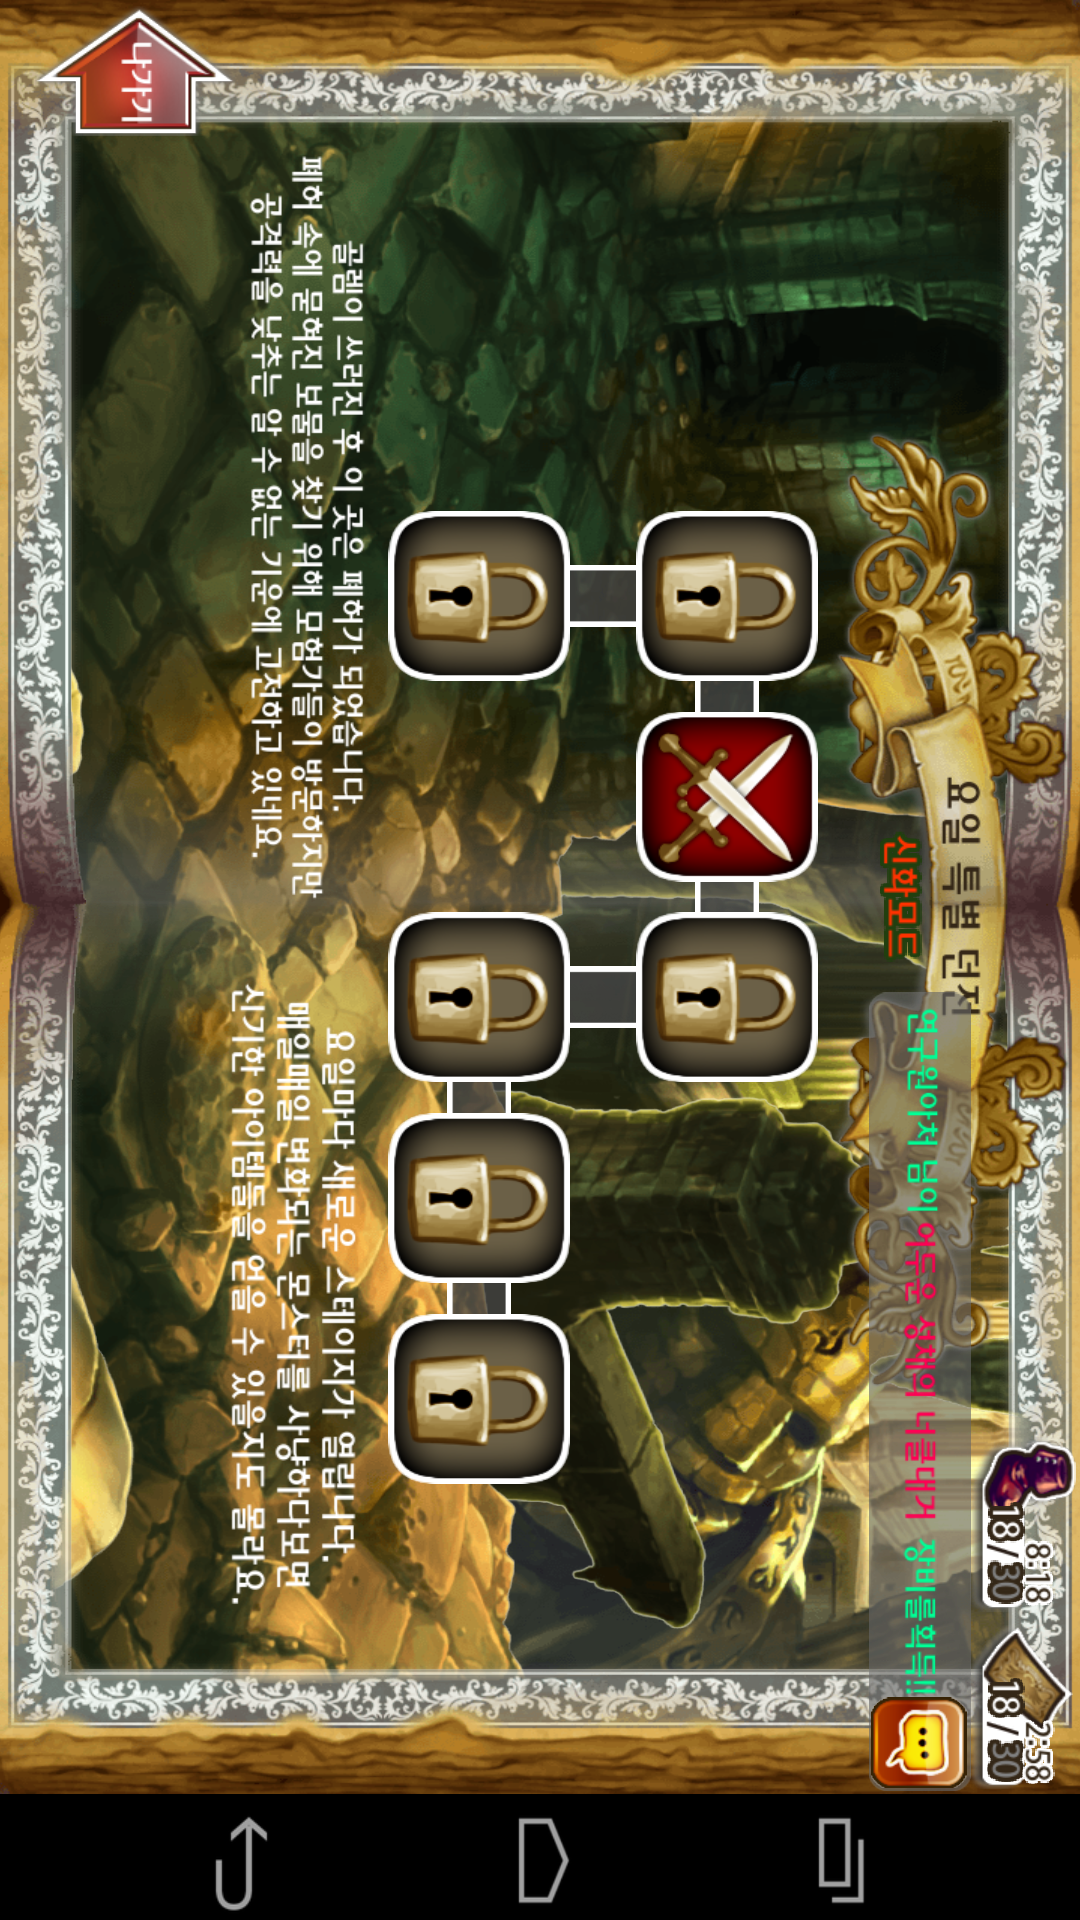 나가기
요일 특별 던전
신화모드
연구원아처 님이 어두운 성채의 너클대거 장비를획득!!
8:18
18/30
2:58
18/30
골렘이 쓰러진 후 이 곳은 폐허가 되었습니다.
폐허 속에 묻혀진 보물을 찾기 위해 모험가들이 방문하지만
공격력을 낮추는 알 수 없는 기운에 고전하고 있네요.
요일마다 새로운 스테이지가 열립니다.
매일매일 변화되는 몬스터를 사냥하다보면
신기한 아이템들을 얻을 수 있을지도 몰라요.